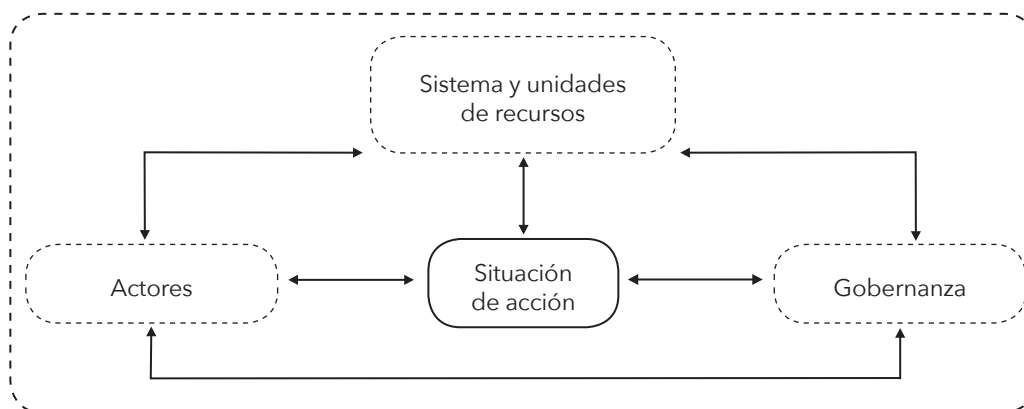 Sistema y unidades
de recursos
Actores
Situación
de acción
Gobernanza